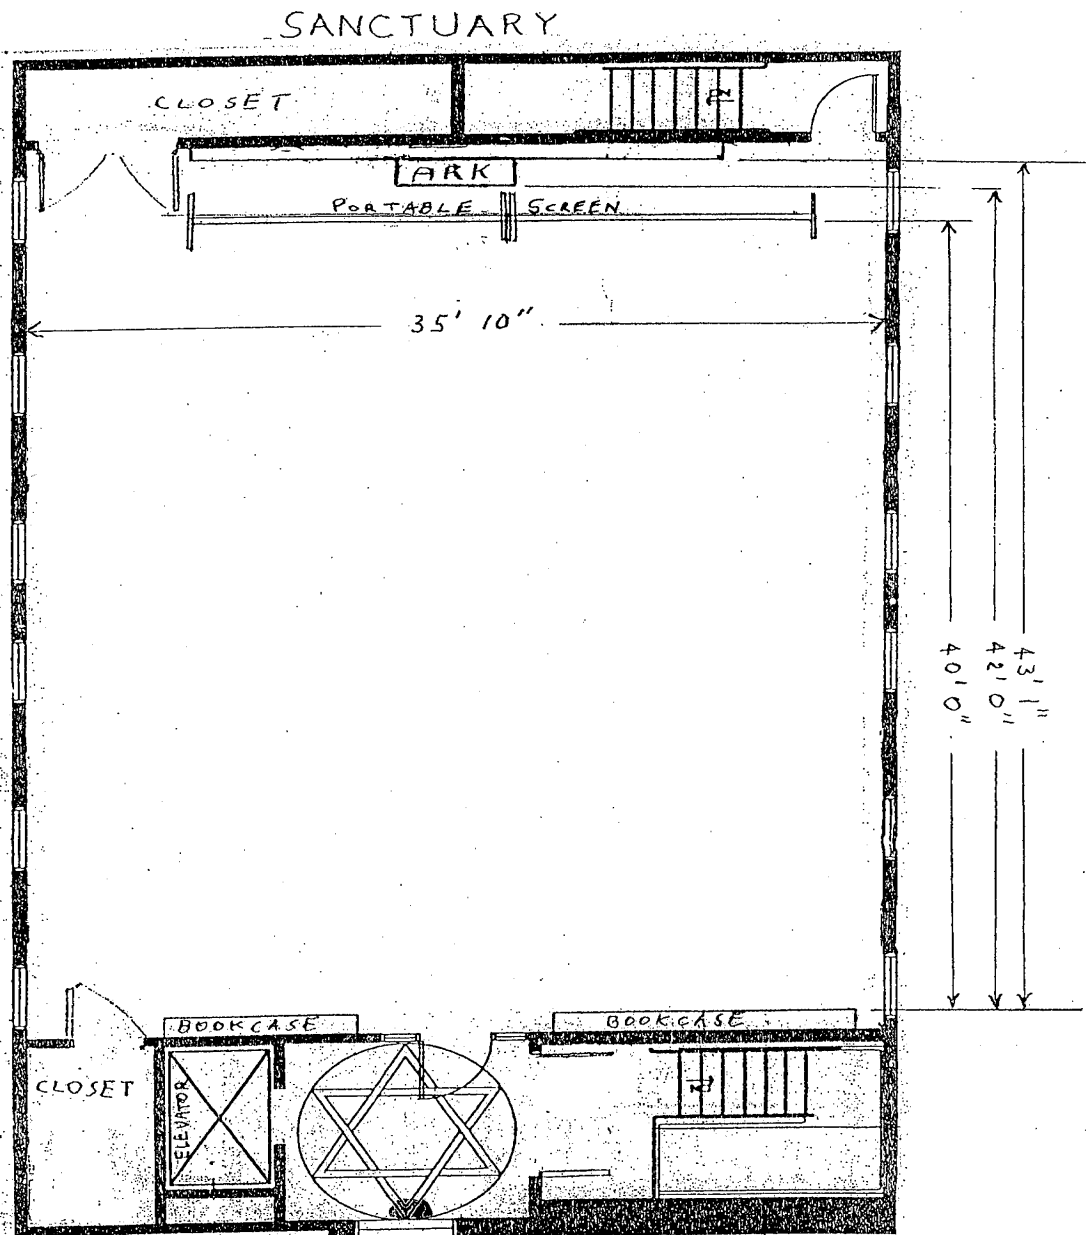 SANCTUARY
CLOSET
ARK
PORTABLE SCREEN
35' 10"
43' 1"
42' 0"
40' 0"
BOOKCASE
BOOKCASE
CLOSET
ELEVATOR